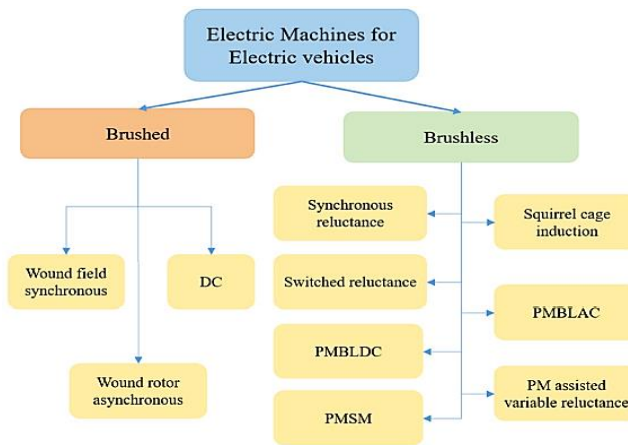 Electric Machines for
Electric vehicles
Brushed
Brushless
Wound field
synchronous
DC
Wound rotor
asynchronous
Synchronous
reluctance
Squirrel cage
induction
Switched reluctance
PMBLAC
PMBLDC
PM assisted
variable reluctance
PMSM